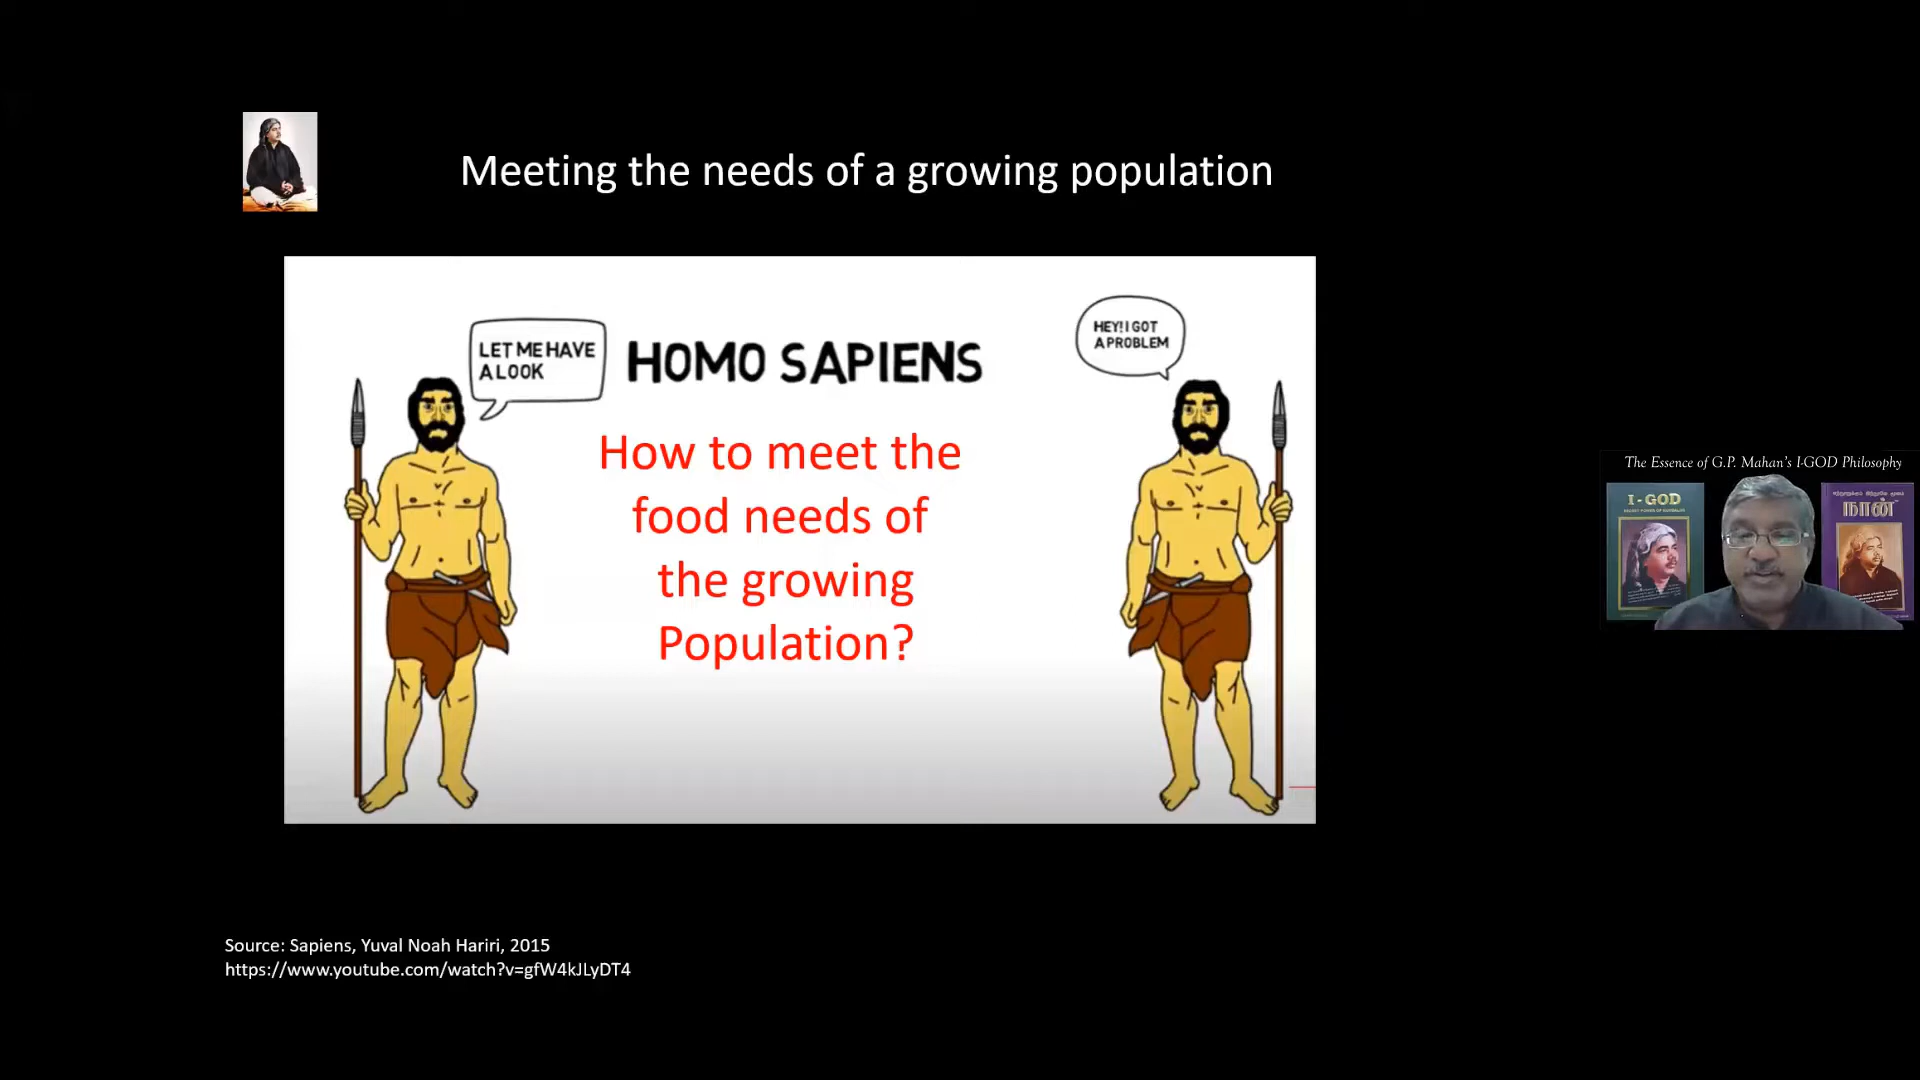 Meeting the needs of a growing population
LET ME HAVE
A LOOK
HOMO SAPIENS
HEY! I GOT
A PROBLEM
How to meet the
food needs of
the growing
Population?
The Essence of G.P. Mahan's I-GOD Philosophy
I - GOD
நான்
Source: Sapiens, Yuval Noah Hariri, 2015
https://www.youtube.com/watch?v=gfW4kJLyDT4